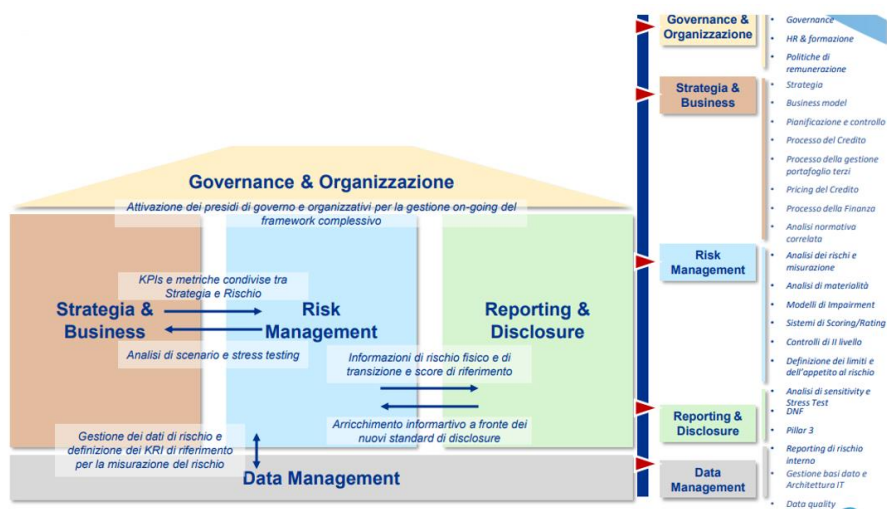 Governance & Organizzazione
Attivazione dei presidi di governo e organizzativi per la gestione on-going del
framework complessivo
Strategia &
Business
KPIs e metriche condivise tra
Strategia e Rischio
Analisi di scenario e stress testing
Risk
Management
Informazioni di rischio fisico e di
transizione e score di riferimento
Arricchimento informativo a fronte dei
nuovi standard di disclosure
Reporting &
Disclosure
Gestione dei dati di rischio e
definizione dei KRI di riferimento
per la misurazione del rischio
Data Management
Governance &
Organizzazione
• Governance
• HR & formazione
• Politiche di
remunerazione
Strategia &
Business
• Strategia
• Business model
• Pianificazione e controllo
• Processo del Credito
• Processo della gestione
portafoglio terzi
• Pricing del Credito
• Processo della Finanza
• Analisi normativa
correlata
Risk
Management
• Analisi dei rischi e
misurazione
• Analisi di materialità
• Modelli di Impairment
• Sistemi di Scoring/Rating
• Controlli di II livello
• Definizione dei limiti e
dell'appetito al rischio
• Analisi di sensitivity e
Stress Test
Reporting &
Disclosure
• DNF
• Pillar 3
• Reporting di rischio
interno
Data
Management
• Gestione basi dato e
Architettura IT
• Data quality